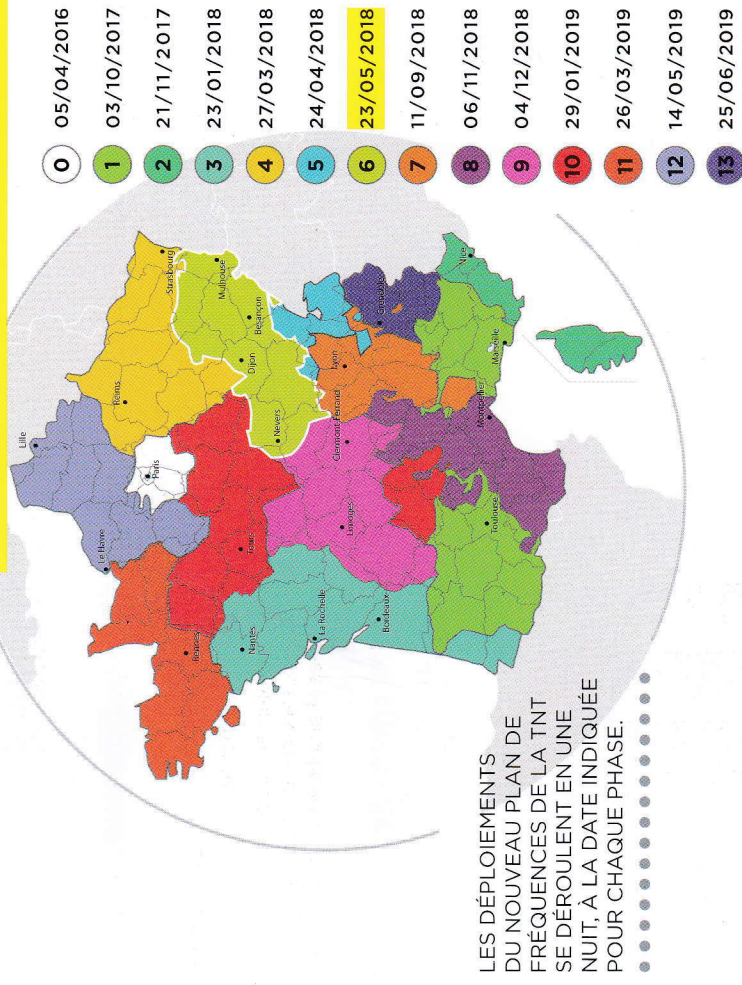 Lille
Le Havre
Reims
Paris
Strasbourg
Rennes
Mulhouse
Tours
Dijon
Besançon
Nantes
Nevers
La Rochelle
Limoges
Clermont-Ferrand
Lyon
Bordeaux
Grenoble
Toulouse
Montpellier
Marseille
Nice
0 05/04/2016
1 03/10/2017
2 21/11/2017
3 23/01/2018
4 27/03/2018
5 24/04/2018
6 23/05/2018
7 11/09/2018
8 06/11/2018
9 04/12/2018
10 29/01/2019
11 26/03/2019
12 14/05/2019
13 25/06/2019
LES DÉPLOIEMENTS
DU NOUVEAU PLAN DE
FRÉQUENCES DE LA TNT
SE DÉROULENT EN UNE
NUIT, À LA DATE INDIQUÉE
POUR CHAQUE PHASE.